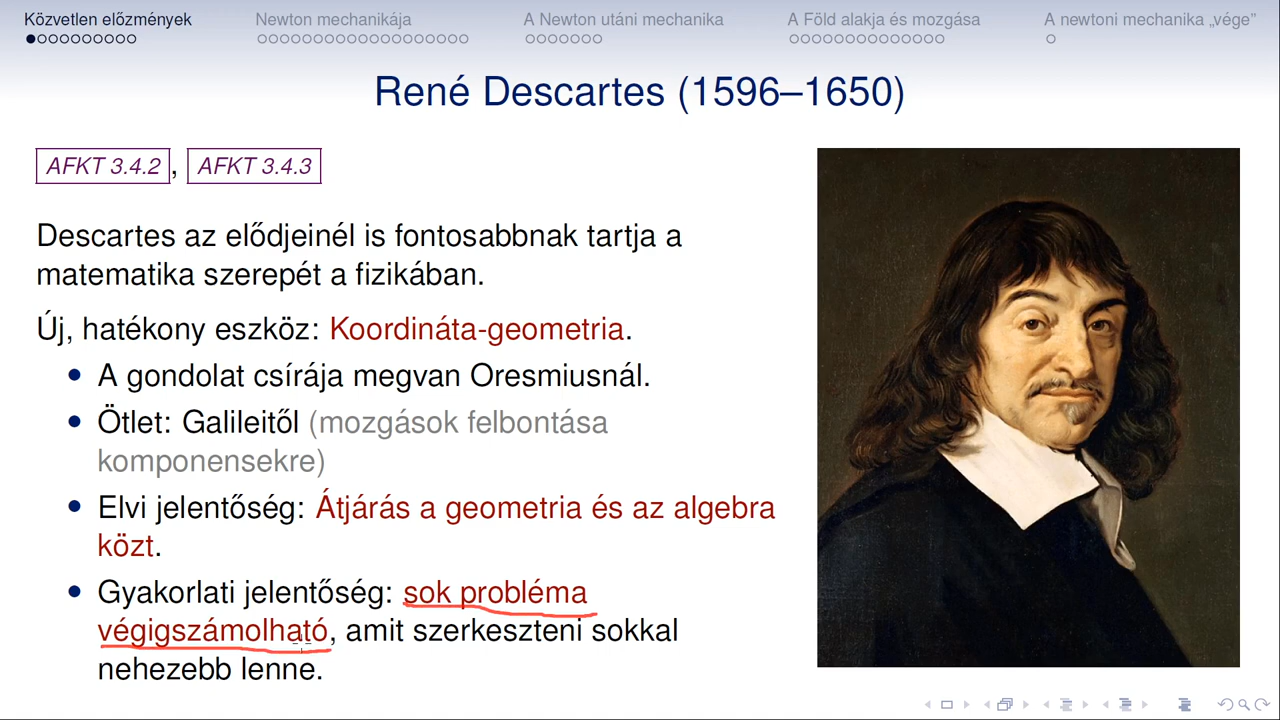 Közvetlen előzmények Newton mechanikája A Newton utáni mechanika A Föld alakja és mozgása A newtoni mechanika „vége”
René Descartes (1596–1650)
AFKT 3.4.2, AFKT 3.4.3
Descartes az elődjeinél is fontosabbnak tartja a
matematika szerepét a fizikában.
Új, hatékony eszköz: Koordináta-geometria.
• A gondolat csírája megvan Oresmiusnál.
• Ötlet: Galileitől (mozgások felbontása
komponensekre)
• Elvi jelentőség: Átjárás a geometria és az algebra
közt.
• Gyakorlati jelentőség: sok probléma
végigszámolható, amit szerkeszteni sokkal
nehezebb lenne.